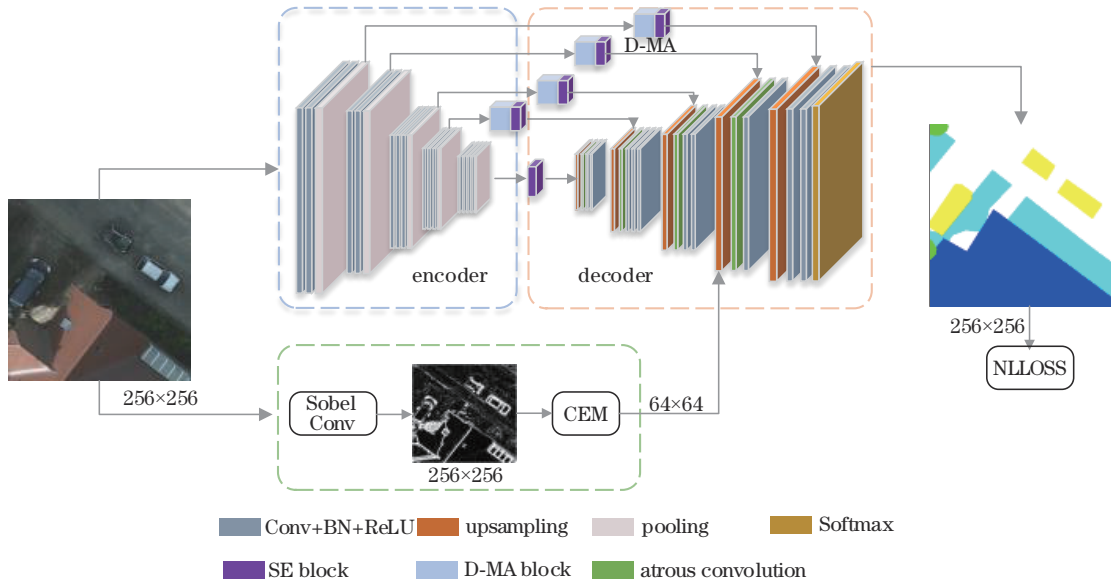 D-MA
encoder
decoder
256×256
NLLOSS
256×256
Sobel
Conv
256×256
CEM
64×64
Conv+BN+ReLU
upsampling
pooling
Softmax
SE block
D-MA block
atrous convolution